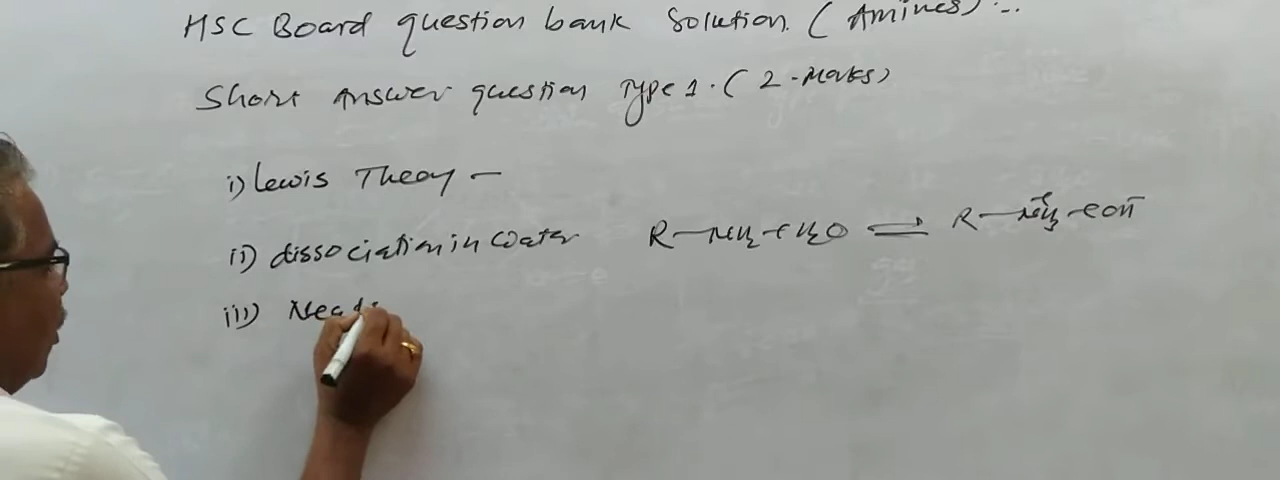 HSC Board question bank Solution. (Amines) :-
Short Answer question Type 1. (2-Marks)
i) Lewis Theory -
ii) dissociation in water R-NH₂ + H₂O ⇌ R-NH₃
iii)